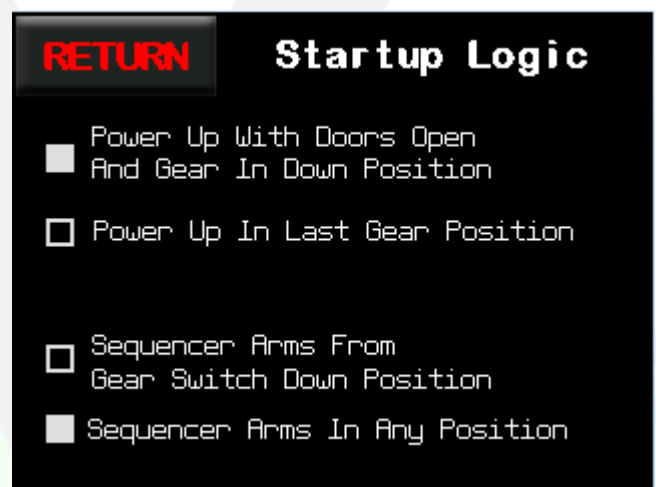 RETURN Startup Logic
Power Up With Doors Open
And Gear In Down Position
Power Up In Last Gear Position
Sequencer Arms From
Gear Switch Down Position
Sequencer Arms In Any Position